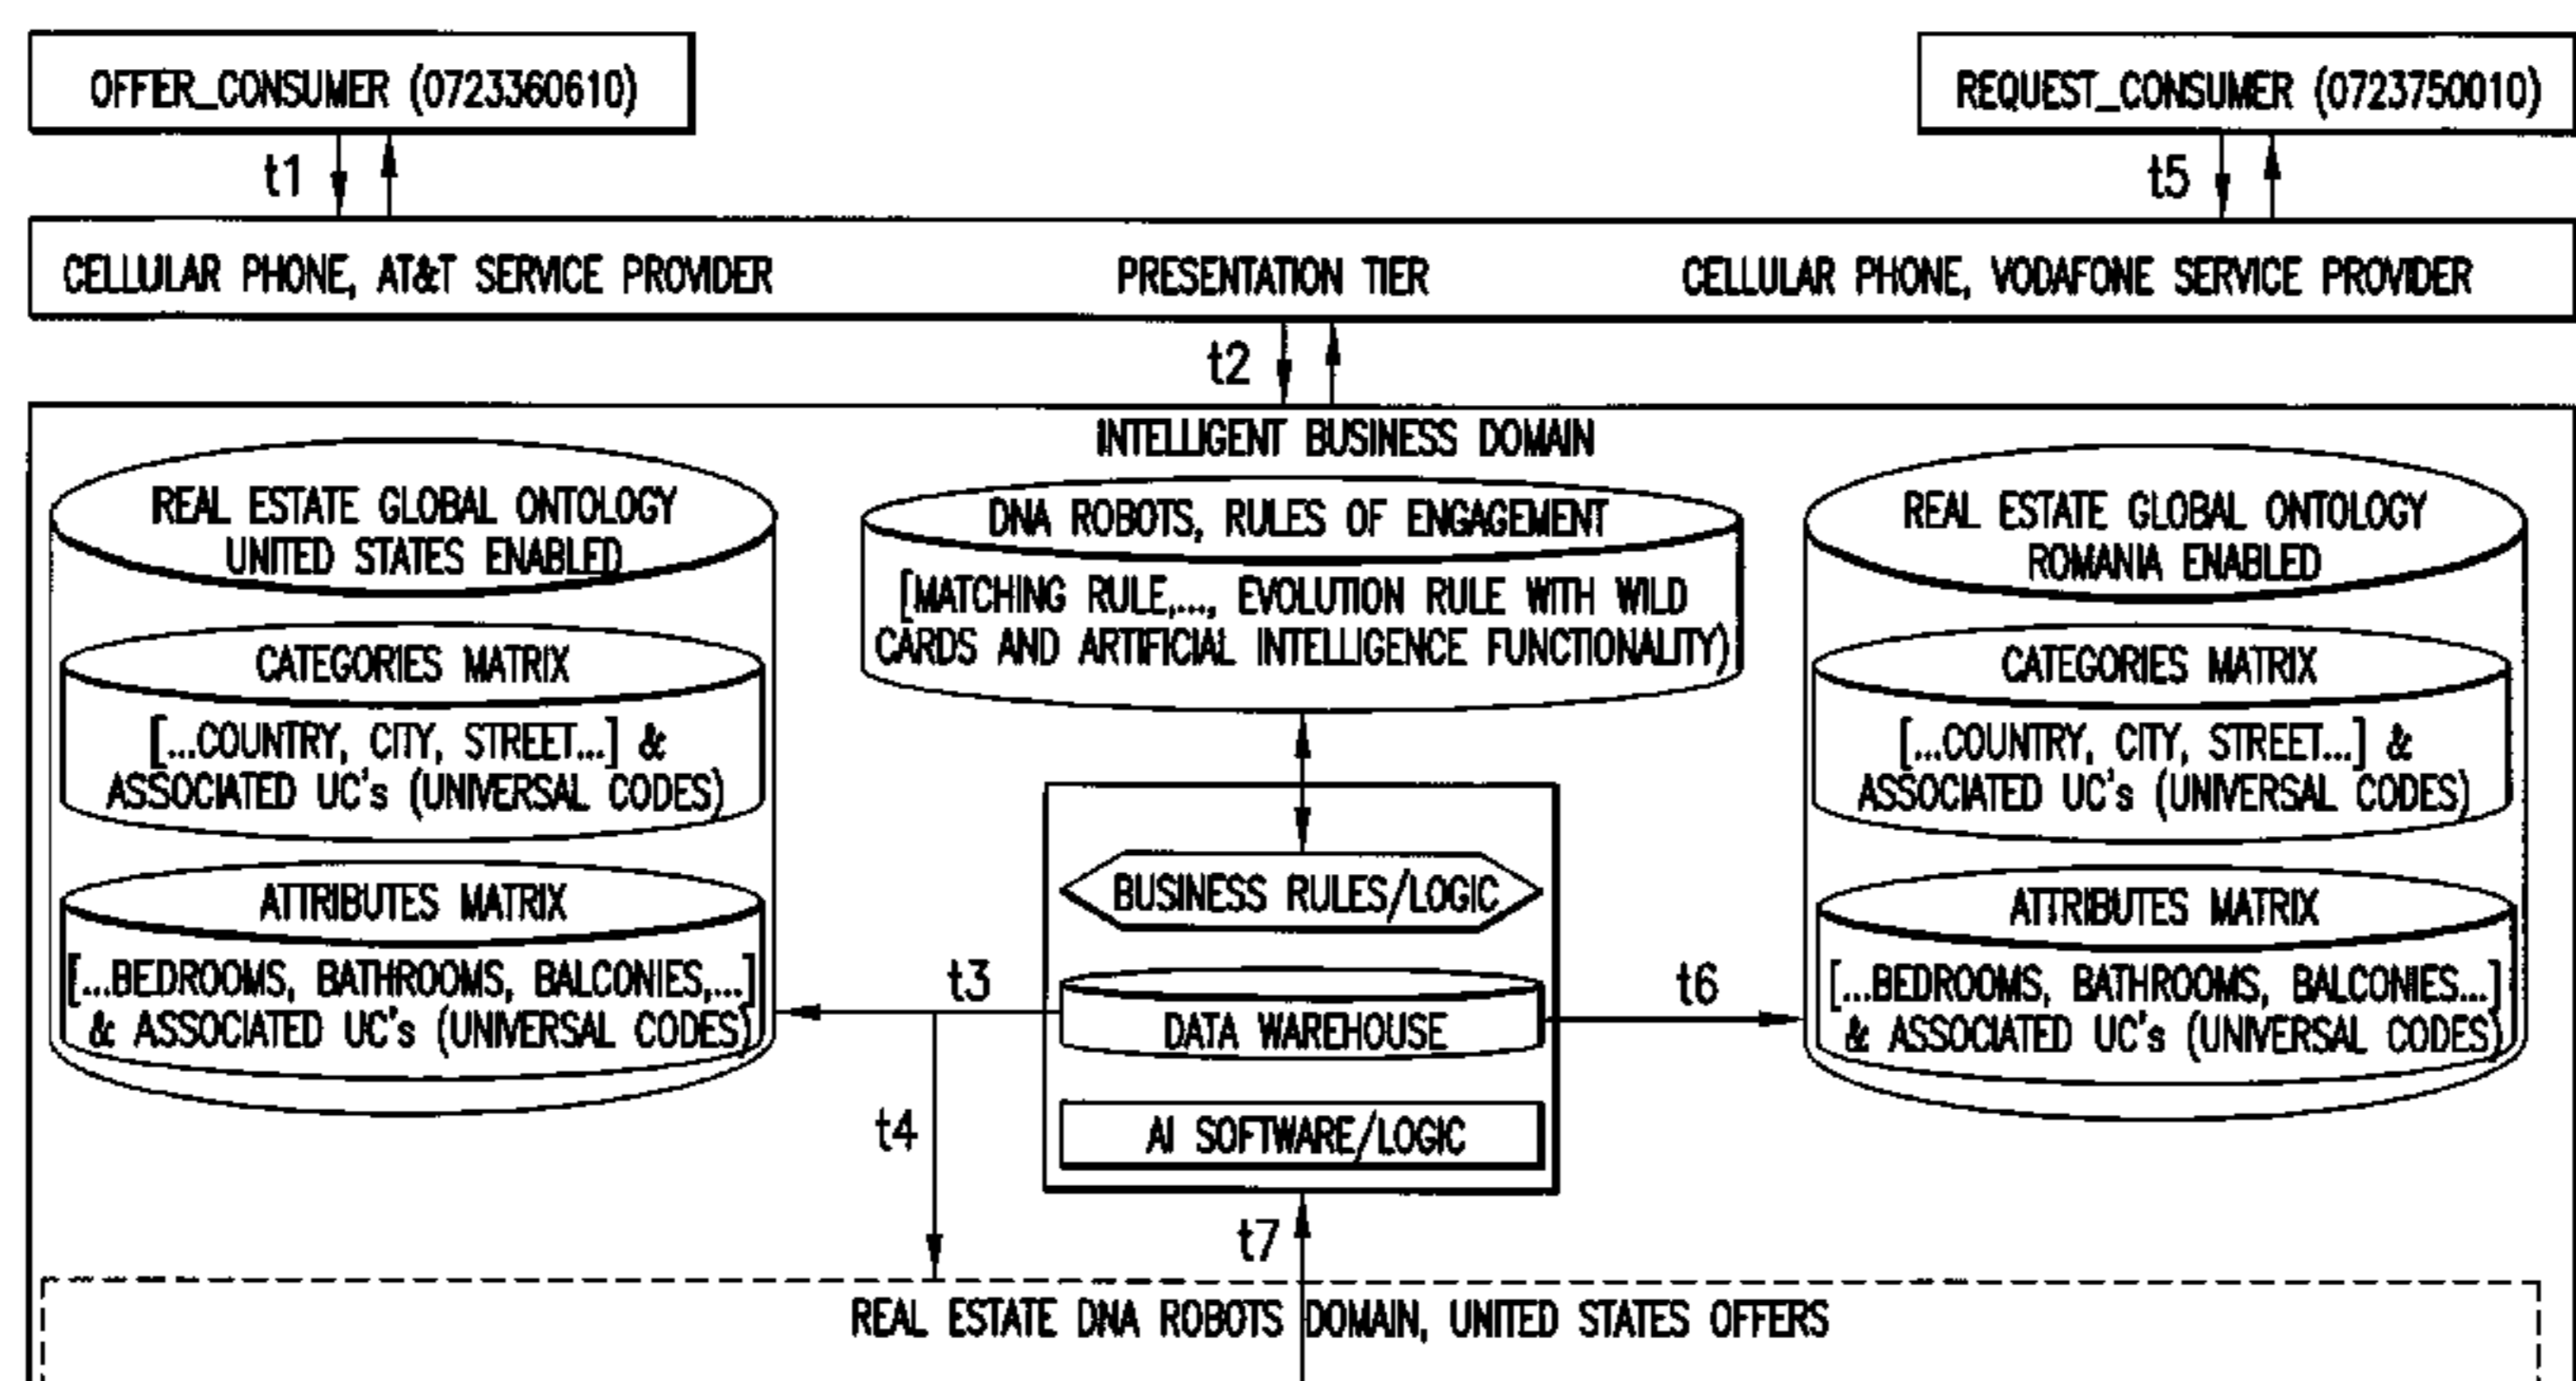 OFFER_CONSUMER (0723360610)
REQUEST_CONSUMER (0723750010)
t1
t5
CELLULAR PHONE, AT&T SERVICE PROVIDER
PRESENTATION TIER
CELLULAR PHONE, VODAFONE SERVICE PROVIDER
t2
INTELLIGENT BUSINESS DOMAIN
REAL ESTATE GLOBAL ONTOLOGY
UNITED STATES ENABLED
CATEGORIES MATRIX
[...COUNTRY, CITY, STREET...] &
ASSOCIATED UC's (UNIVERSAL CODES)
ATTRIBUTES MATRIX
[...BEDROOMS, BATHROOMS, BALCONIES,...]
& ASSOCIATED UC's (UNIVERSAL CODES)
DNA ROBOTS, RULES OF ENGAGEMENT
[MATCHING RULE,..., EVOLUTION RULE WITH WILD
CARDS AND ARTIFICIAL INTELLIGENCE FUNCTIONALITY)
BUSINESS RULES/LOGIC
t3
DATA WAREHOUSE
t6
t4
AI SOFTWARE/LOGIC
t7
REAL ESTATE GLOBAL ONTOLOGY
ROMANIA ENABLED
CATEGORIES MATRIX
[...COUNTRY, CITY, STREET...] &
ASSOCIATED UC's (UNIVERSAL CODES)
ATTRIBUTES MATRIX
[...BEDROOMS, BATHROOMS, BALCONIES...]
& ASSOCIATED UC's (UNIVERSAL CODES)
REAL ESTATE DNA ROBOTS DOMAIN, UNITED STATES OFFERS